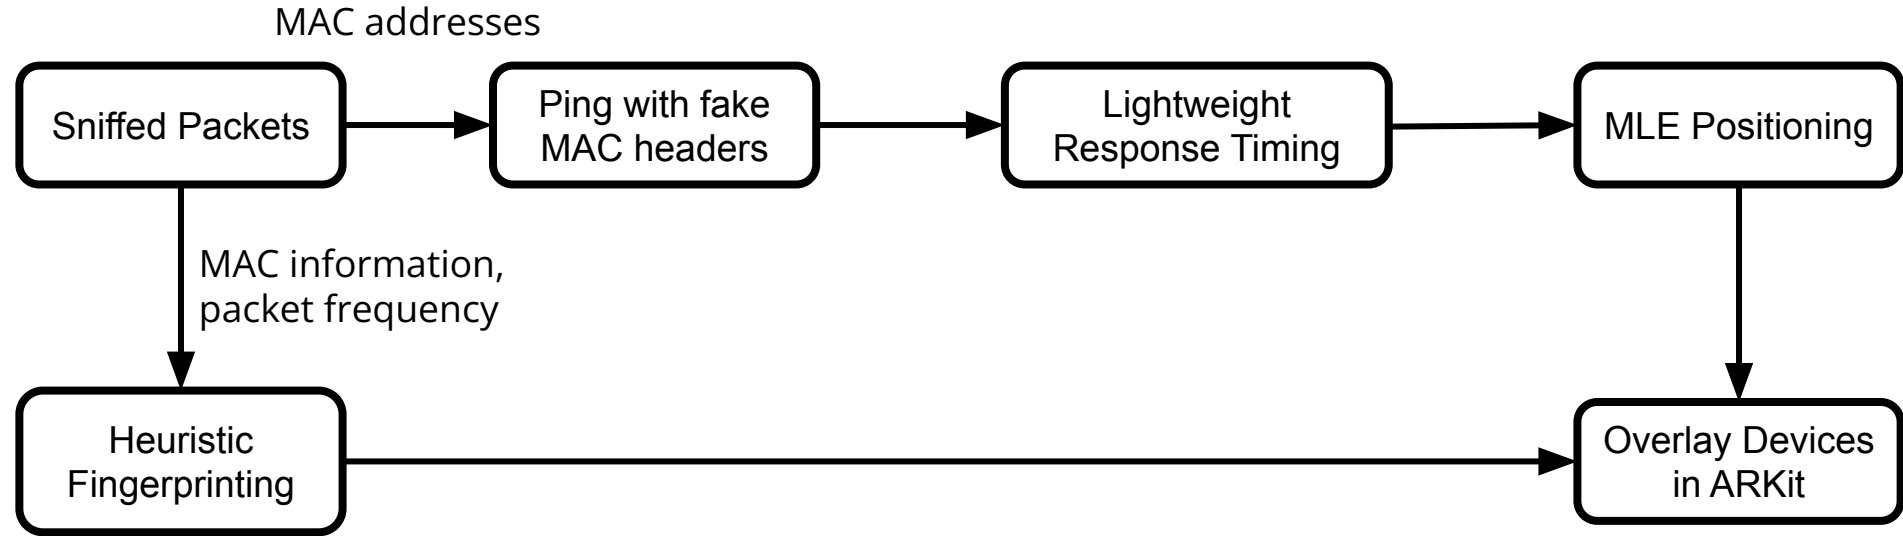 MAC addresses
Sniffed Packets
Ping with fake
MAC headers
Lightweight
Response Timing
MLE Positioning
MAC information,
packet frequency
Heuristic
Fingerprinting
Overlay Devices
in ARKit